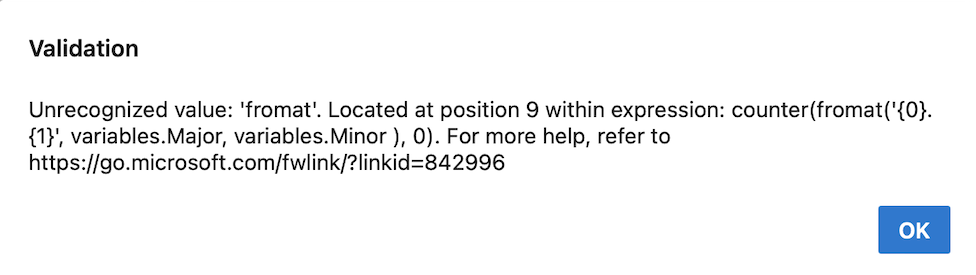 Validation
Unrecognized value: 'fromat'. Located at position 9 within expression: counter(fromat('{0}.
{1}', variables.Major, variables.Minor ), 0). For more help, refer to
https://go.microsoft.com/fwlink/?linkid=842996
OK